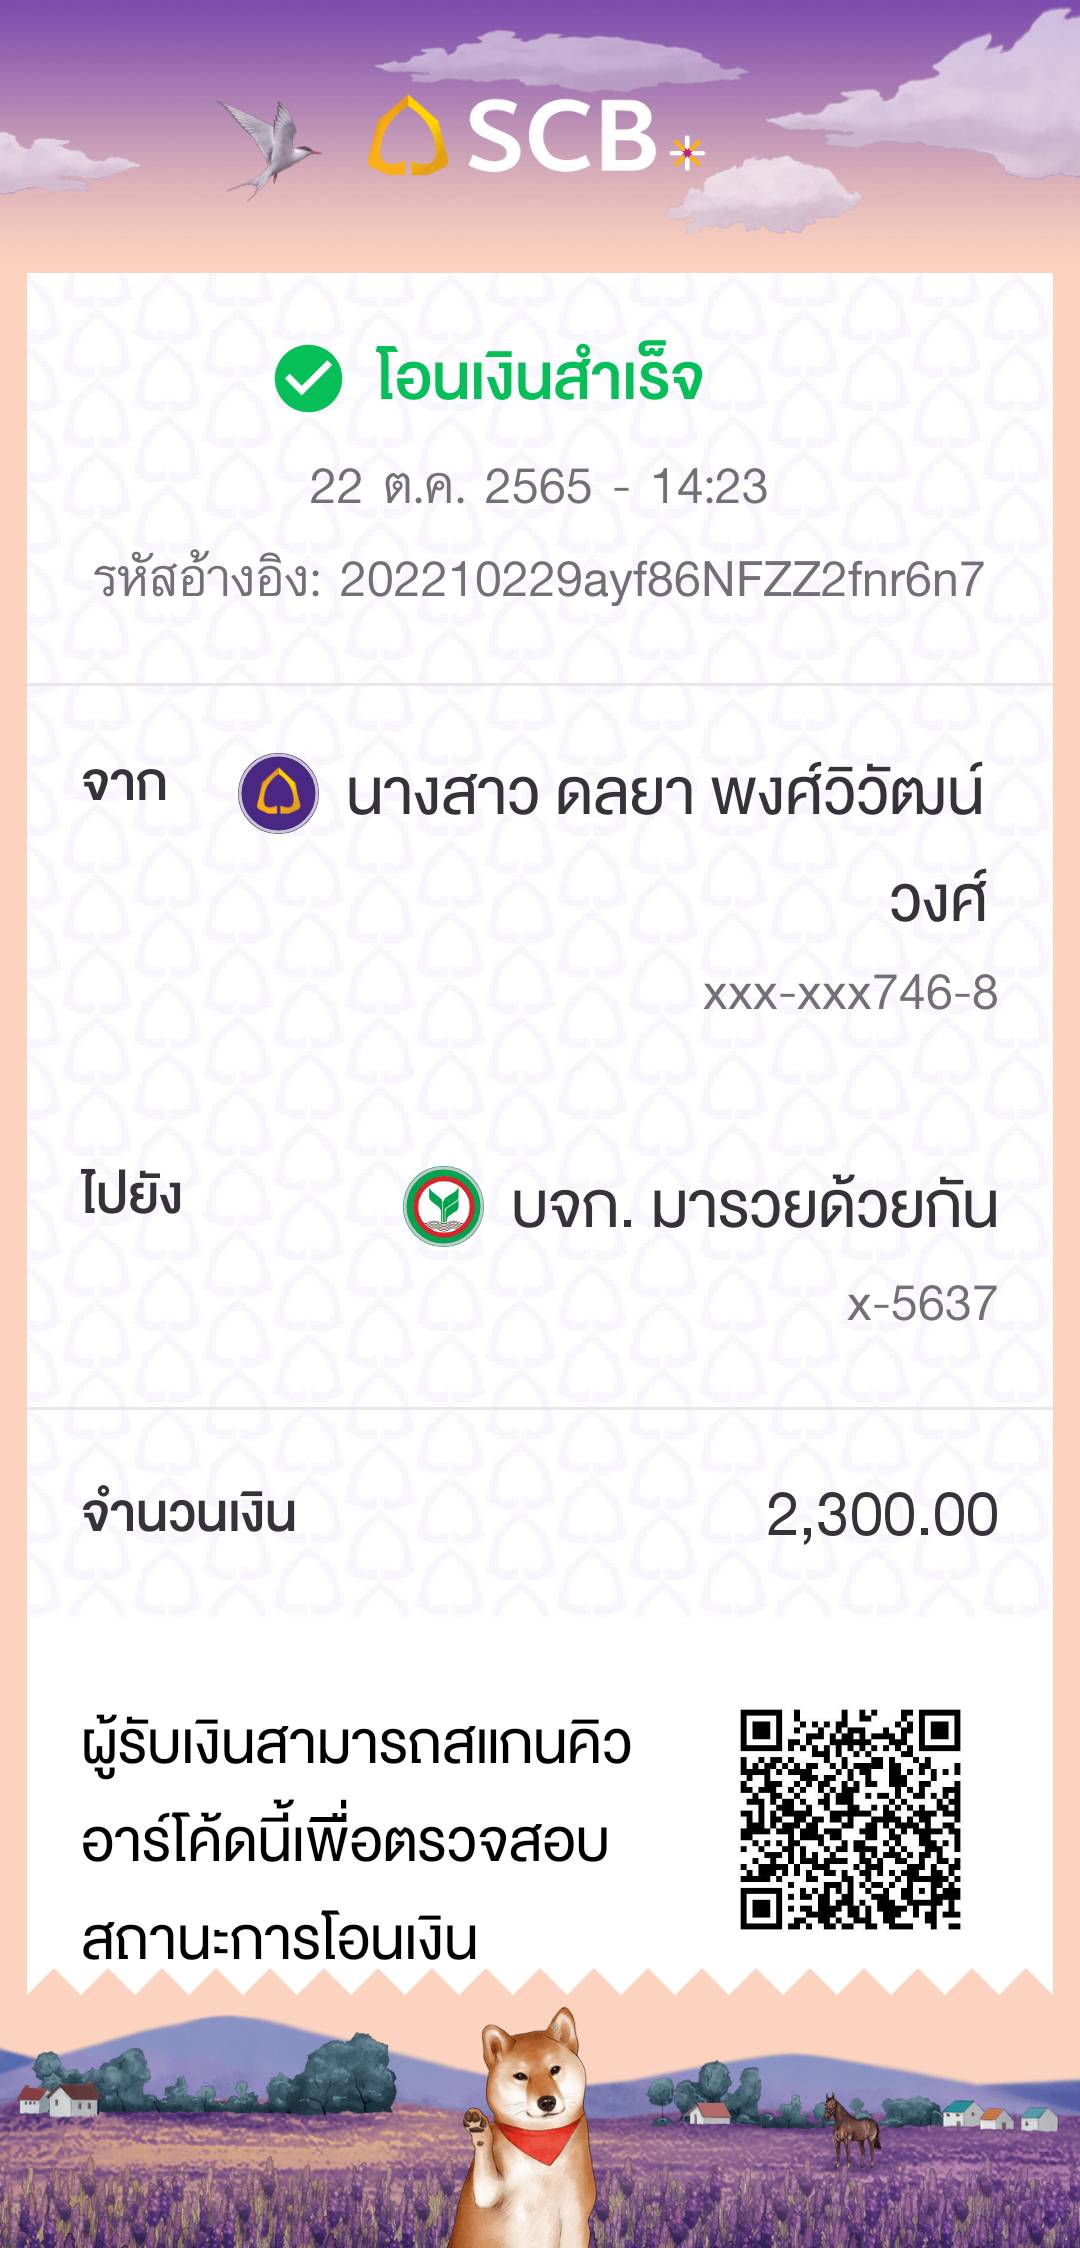 SCB
โอนเงินสำเร็จ
22 ต.ค. 2565 - 14:23
รหัสอ้างอิง: 202210229ayf86NFZZ2fnr6n7
จาก นางสาว ดลยา พงศ์วิวัฒน์
วงศ์
xxx-xxx746-8
ไปยัง บจก. มารวยด้วยกัน
x-5637
จำนวนเงิน 2,300.00
ผู้รับเงินสามารถสแกนคิว
อาร์โค้ดนี้เพื่อตรวจสอบ
สถานะการโอนเงิน